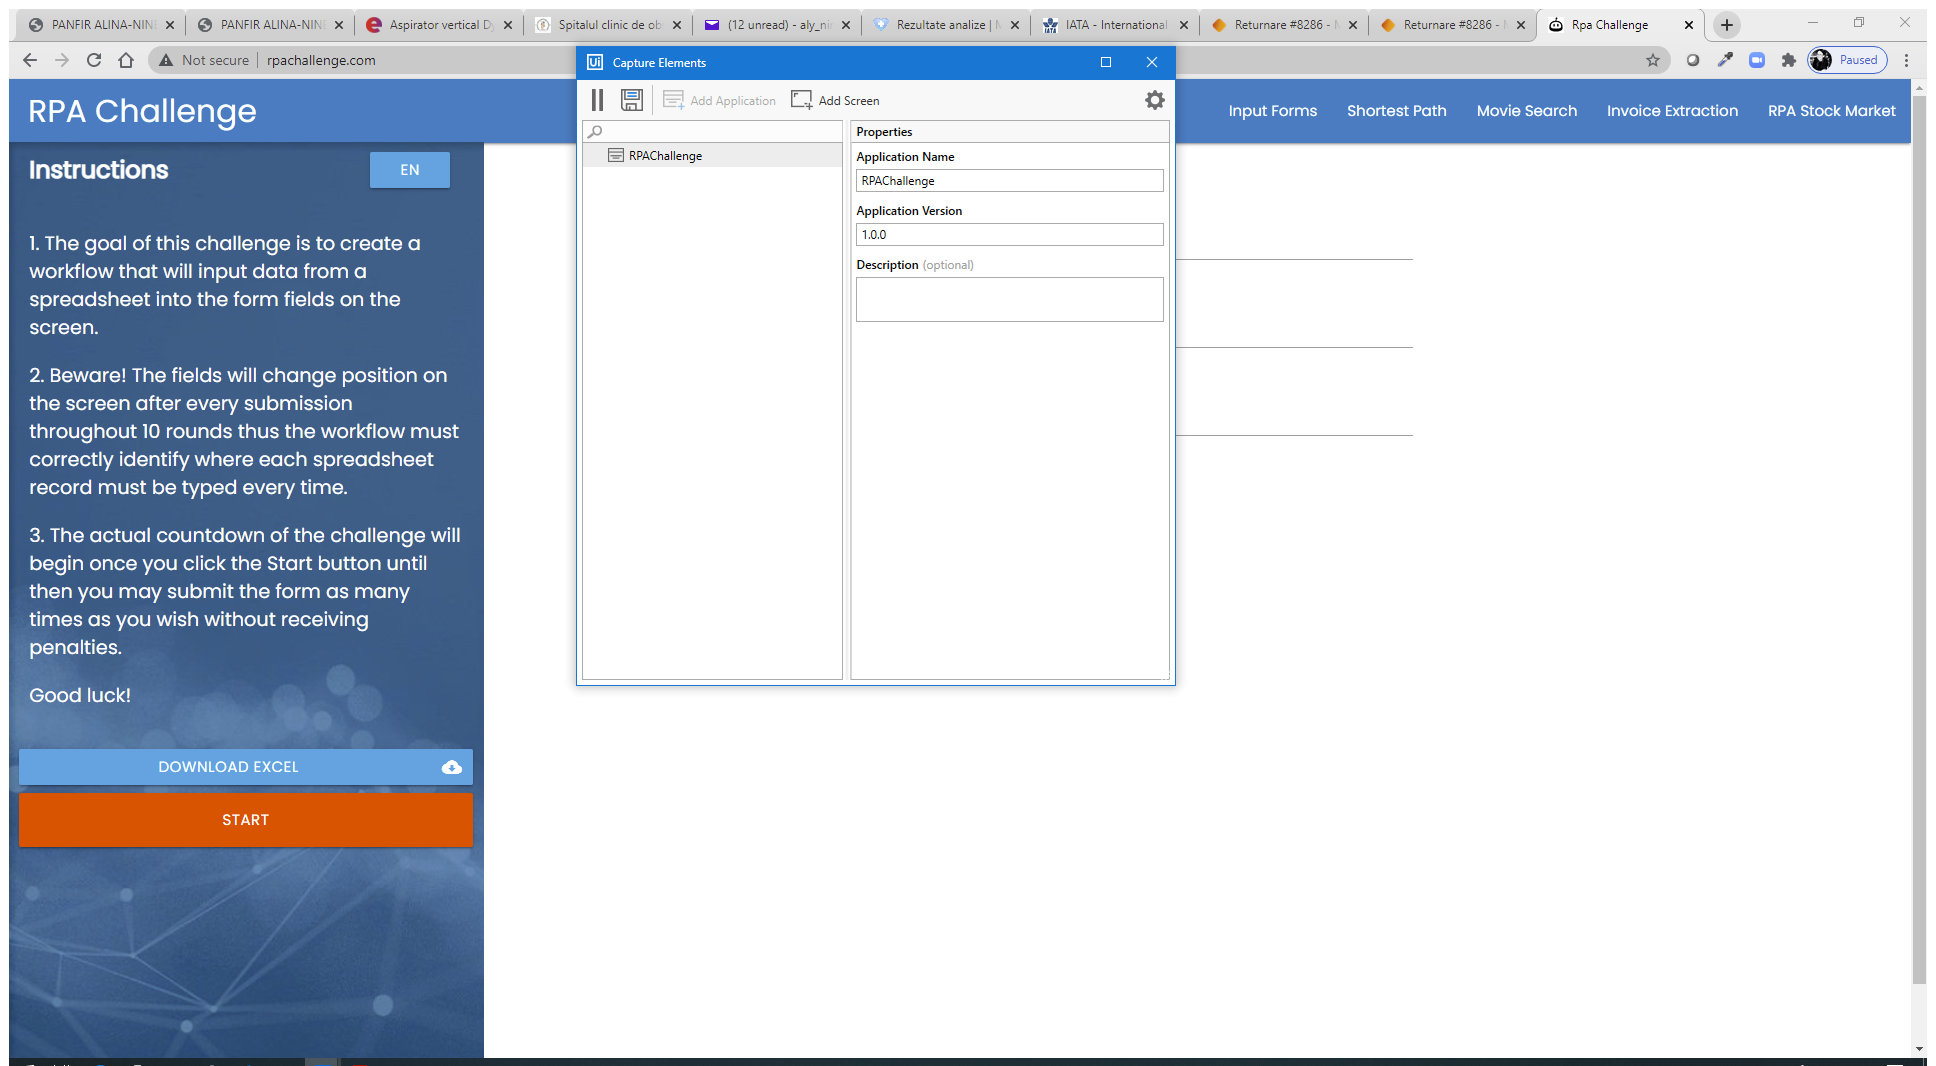 PANFIR ALINA-NIN
PANFIR ALINA-NIN
Aspirator vertical Dy
Spitalul clinic de ob
(12 unread) - aly_ni
Rezultate analize |
IATA - International
Returnare #8286 -
Returnare #8286 -
Rpa Challenge
Not secure
rpachallenge.com
Paused
Ui Capture Elements
Add Application
Add Screen
RPA Challenge
Input Forms
Shortest Path
Movie Search
Invoice Extraction
RPA Stock Market
Instructions
EN
1. The goal of this challenge is to create a
workflow that will input data from a
spreadsheet into the form fields on the
screen.
2. Beware! The fields will change position on
the screen after every submission
throughout 10 rounds thus the workflow must
correctly identify where each spreadsheet
record must be typed every time.
3. The actual countdown of the challenge will
begin once you click the Start button until
then you may submit the form as many
times as you wish without receiving
penalties.
Good luck!
DOWNLOAD EXCEL
START
RPAChallenge
Properties
Application Name
RPAChallenge
Application Version
1.0.0
Description (optional)